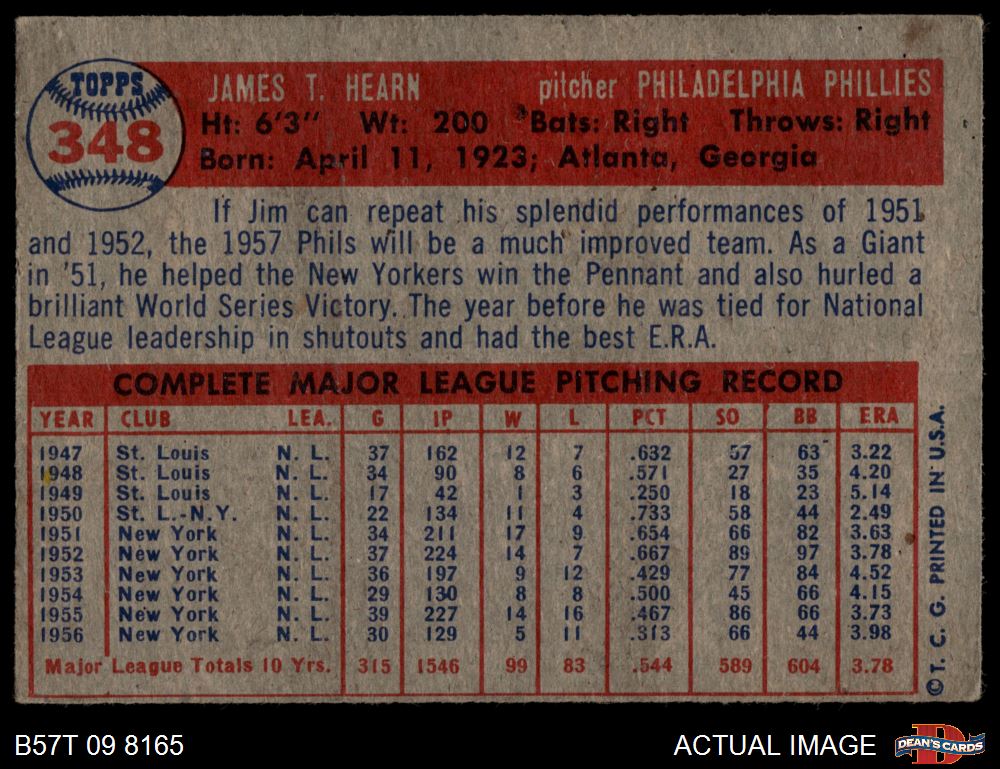 TOPPS
348
JAMES T. HEARN pitcher PHILADELPHIA PHILLIES
Ht: 6'3" Wt: 200 Bats: Right Throws: Right
Born: April 11, 1923; Atlanta, Georgia
If Jim can repeat his splendid performances of 1951
and 1952, the 1957 Phils will be a much improved team. As a Giant
in '51, he helped the New Yorkers win the Pennant and also hurled a
brilliant World Series Victory. The year before he was tied for National
League leadership in shutouts and had the best E.R.A.
COMPLETE MAJOR LEAGUE PITCHING RECORD
YEAR CLUB LEA. G IP W L PCT SO BB ERA
1947 St. Louis N. L. 37 162 12 7 .632 57 63 3.22
1948 St. Louis N. L. 34 90 8 6 .571 27 35 4.20
1949 St. Louis N. L. 17 42 1 3 .250 18 23 5.14
1950 St. L.-N.Y. N. L. 22 134 11 4 .733 58 44 2.49
1951 New York N. L. 34 211 17 9 .654 66 82 3.63
1952 New York N. L. 37 224 14 7 .667 89 97 3.78
1953 New York N. L. 36 197 9 12 .429 77 84 4.52
1954 New York N. L. 29 130 8 8 .500 45 66 4.15
1955 New York N. L. 39 227 14 16 .467 86 66 3.73
1956 New York N. L. 30 129 5 11 .313 66 44 3.98
Major League Totals 10 Yrs. 315 1546 99 83 .544 589 604 3.78
© T. C. G. PRINTED IN U.S.A.
B57T 09 8165
ACTUAL IMAGE
D
DEAN'S CARDS